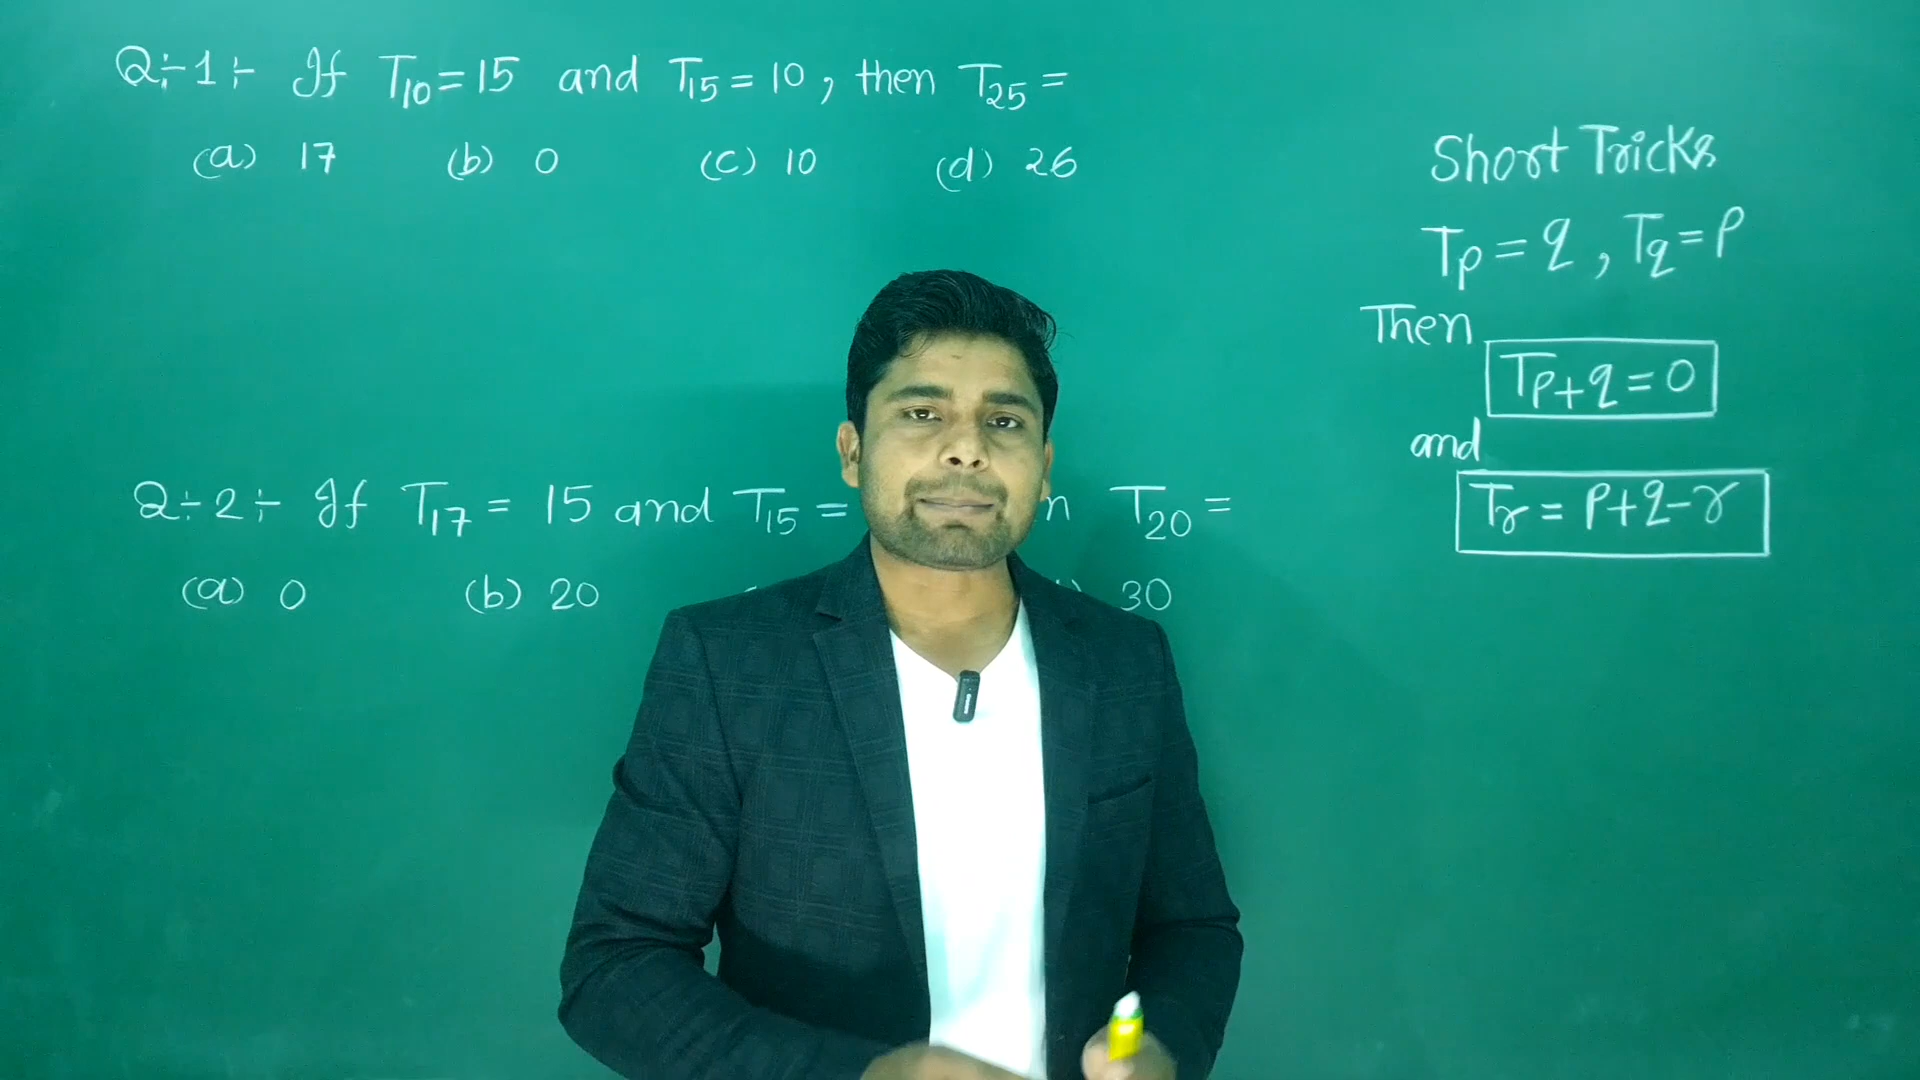 Q÷1÷ If T10 = 15 and T15 = 10, then T25 =
(a) 17 (b) 0 (c) 10 (d) 26
Short Tricks
Tp = q, Tq = p
Then
Tp+q = 0
and
Tr = p+q-r
Q÷2÷ If T17 = 15 and T15 = T20 =
(a) 0 (b) 20 30